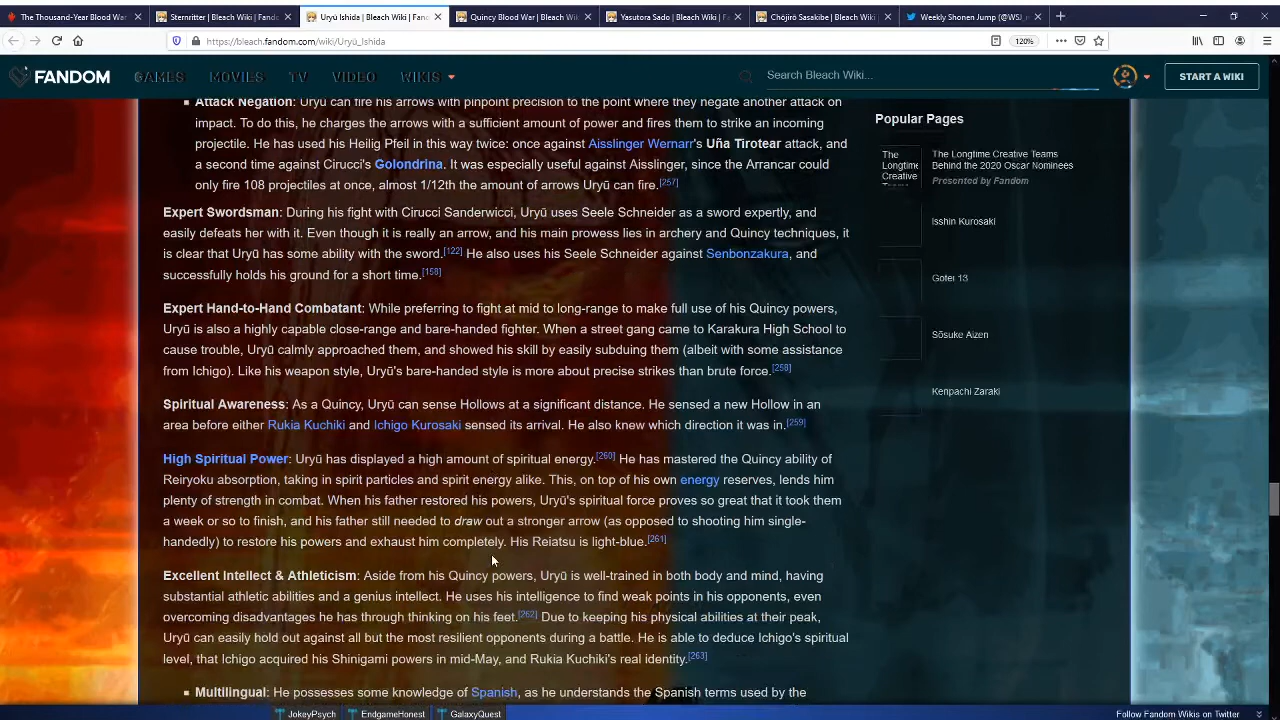 The Thousand-Year Blood War
Sternritter | Bleach Wiki | Fando
Uryū Ishida | Bleach Wiki | Fan
Quincy Blood War | Bleach Wiki
Yasutora Sado | Bleach Wiki | F
Chōjirō Sasakibe | Bleach Wiki
Weekly Shonen Jump (@WSJ_m
https://bleach.fandom.com/wiki/Uryū_Ishida
120%
FANDOM
GAMES
MOVIES
TV
VIDEO
WIKIS
Search Bleach Wiki...
START A WIKI
Attack Negation: Uryū can fire his arrows with pinpoint precision to the point where they negate another attack on
impact. To do this, he charges the arrows with a sufficient amount of power and fires them to strike an incoming
projectile. He has used his Heilig Pfeil in this way twice: once against Aisslinger Wernarr's Uña Tirotear attack, and
a second time against Cirucci's Golondrina. It was especially useful against Aisslinger, since the Arrancar could
only fire 108 projectiles at once, almost 1/12th the amount of arrows Uryū can fire.[257]
Expert Swordsman: During his fight with Cirucci Sanderwicci, Uryū uses Seele Schneider as a sword expertly, and
easily defeats her with it. Even though it is really an arrow, and his main prowess lies in archery and Quincy techniques, it
is clear that Uryū has some ability with the sword.[122] He also uses his Seele Schneider against Senbonzakura, and
successfully holds his ground for a short time.[158]
Expert Hand-to-Hand Combatant: While preferring to fight at mid to long-range to make full use of his Quincy powers,
Uryū is also a highly capable close-range and bare-handed fighter. When a street gang came to Karakura High School to
cause trouble, Uryū calmly approached them, and showed his skill by easily subduing them (albeit with some assistance
from Ichigo). Like his weapon style, Uryū's bare-handed style is more about precise strikes than brute force.[258]
Spiritual Awareness: As a Quincy, Uryū can sense Hollows at a significant distance. He sensed a new Hollow in an
area before either Rukia Kuchiki and Ichigo Kurosaki sensed its arrival. He also knew which direction it was in.[259]
High Spiritual Power: Uryū has displayed a high amount of spiritual energy.[260] He has mastered the Quincy ability of
Reiryoku absorption, taking in spirit particles and spirit energy alike. This, on top of his own energy reserves, lends him
plenty of strength in combat. When his father restored his powers, Uryū's spiritual force proves so great that it took them
a week or so to finish, and his father still needed to draw out a stronger arrow (as opposed to shooting him single-
handedly) to restore his powers and exhaust him completely. His Reiatsu is light-blue.[261]
Excellent Intellect & Athleticism: Aside from his Quincy powers, Uryū is well-trained in both body and mind, having
substantial athletic abilities and a genius intellect. He uses his intelligence to find weak points in his opponents, even
overcoming disadvantages he has through thinking on his feet.[262] Due to keeping his physical abilities at their peak,
Uryū can easily hold out against all but the most resilient opponents during a battle. He is able to deduce Ichigo's spiritual
level, that Ichigo acquired his Shinigami powers in mid-May, and Rukia Kuchiki's real identity.[263]
Multilingual: He possesses some knowledge of Spanish, as he understands the Spanish terms used by the
Popular Pages
The
Longtime
Creative
Teams
The Longtime Creative Teams
Behind the 2020 Oscar Nominees
Presented by Fandom
Isshin Kurosaki
Gotei 13
Sōsuke Aizen
Kenpachi Zaraki
JokeyPsych
EndgameHonest
GalaxyQuest
Follow Fandom Wikis on Twitter